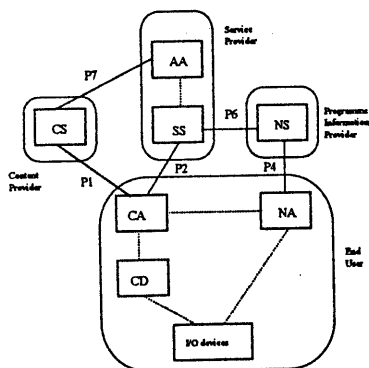 Service
Provider
AA
P7
CS
SS
P6
NS
Programme
Information
Provider
Content
Provider
P1
P2
P4
CA
NA
End
User
CD
I/O devices